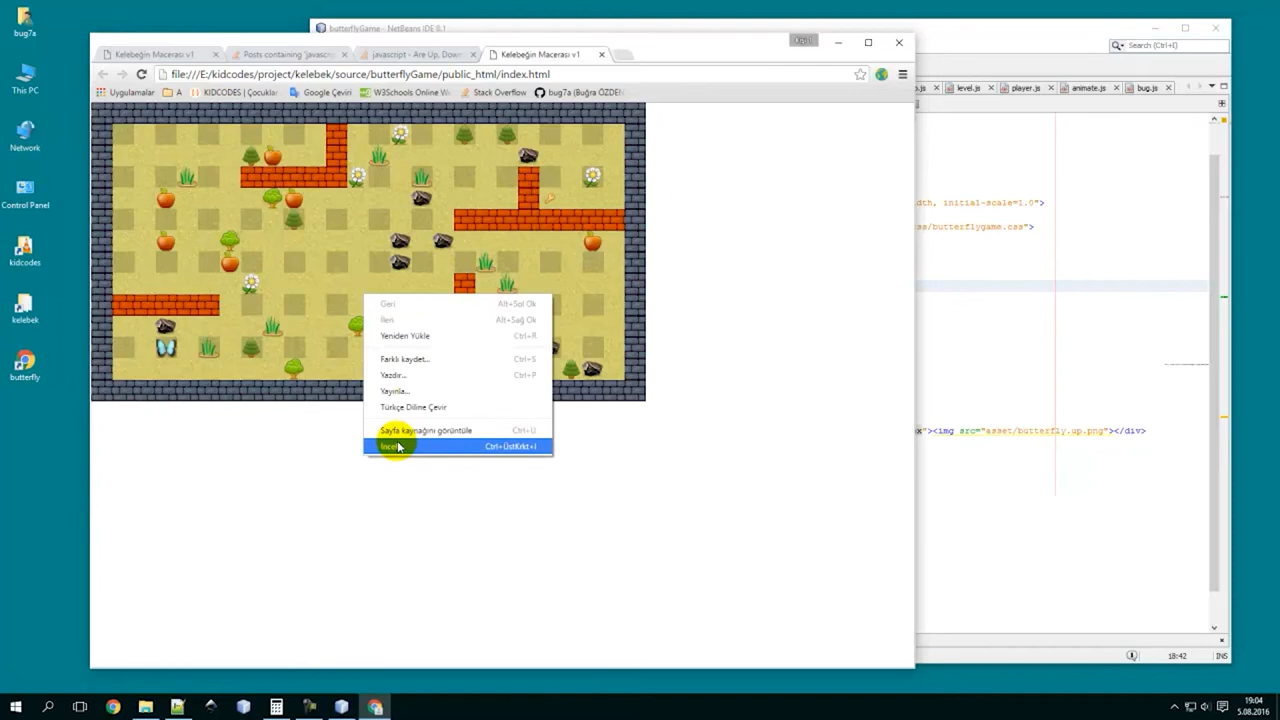 bug7a
This PC
Network
Control Panel
kidcodes
kelebek
butterfly
butterflyGame - NetBeans IDE 8.1
Search (Ctrl+I)
Kelebeğin Macerası v1
Posts containing 'javascr
javascript - Are Up, Dow
Kelebeğin Macerası v1
file:///E:/kidcodes/project/kelebek/source/butterflyGame/public_html/index.html
Uygulamalar
A
KIDCODES | Çocuklar
Google Çeviri
W3Schools Online W
Stack Overflow
bug7a (Buğra ÖZDEN
.js
level.js
player.js
animate.js
bug.js
dth, initial-scale=1.0">
ss/butterflygame.css">
x"><img src="asset/butterfly.up.png"></div>
Geri Alt+Sol Ok
İleri Alt+Sağ Ok
Yeniden Yükle Ctrl+R
Farklı kaydet... Ctrl+S
Yazdır... Ctrl+P
Yayınla...
Türkçe Diline Çevir
Sayfa kaynağını görüntüle Ctrl+U
İncele Ctrl+ÜstKrkt+I
18:42
INS
19:04
5.08.2016